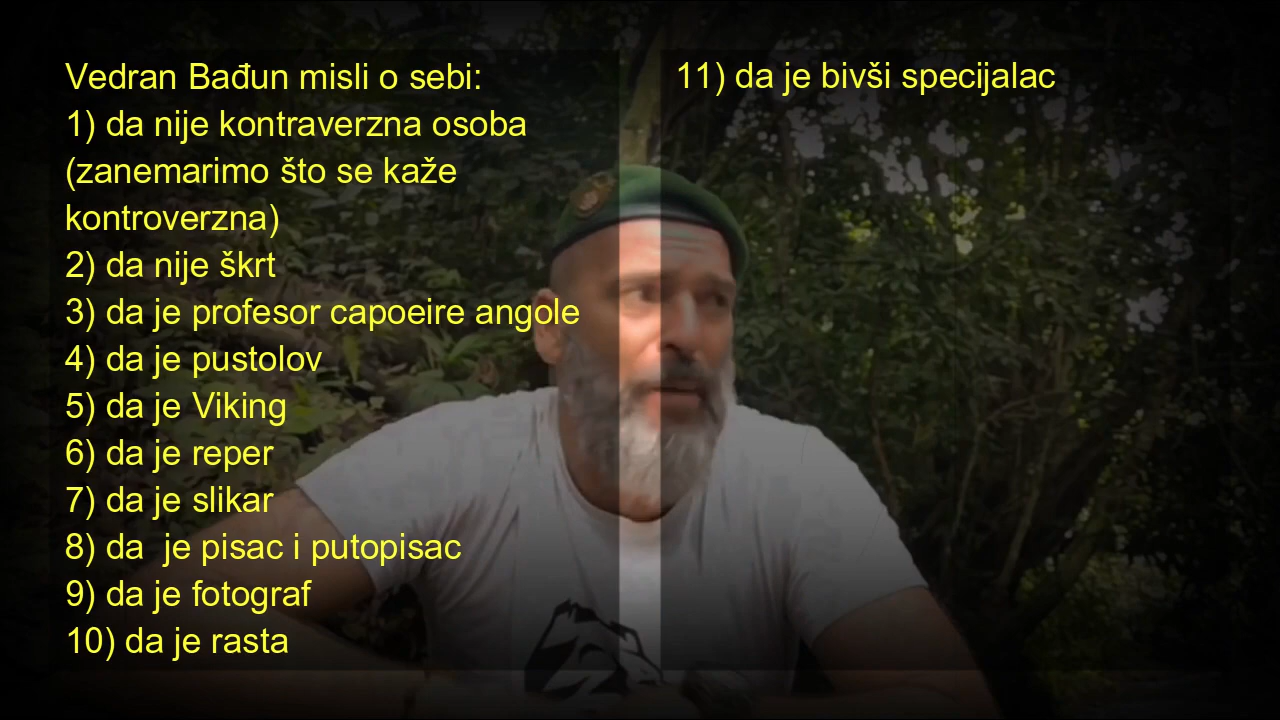 Vedran Bađun misli o sebi:
1) da nije kontraverzna osoba
(zanemarimo što se kaže
kontroverzna)
2) da nije škrt
3) da je profesor capoeire angole
4) da je pustolov
5) da je Viking
6) da je reper
7) da je slikar
8) da  je pisac i putopisac
9) da je fotograf
10) da je rasta
11) da je bivši specijalac